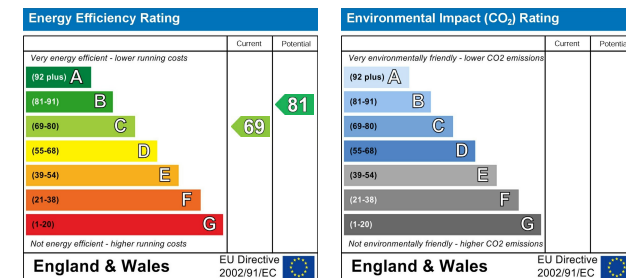 Energy Efficiency Rating
Current Potential
Very energy efficient - lower running costs
(92 plus) A
(81-91) B
81
(69-80) C
69
(55-68) D
(39-54) E
(21-38) F
(1-20) G
Not energy efficient - higher running costs
England & Wales
EU Directive
2002/91/EC
Environmental Impact (CO2) Rating
Current Potential
Very environmentally friendly - lower CO2 emissions
(92 plus) A
(81-91) B
(69-80) C
(55-68) D
(39-54) E
(21-38) F
(1-20) G
Not environmentally friendly - higher CO2 emissions
England & Wales
EU Directive
2002/91/EC